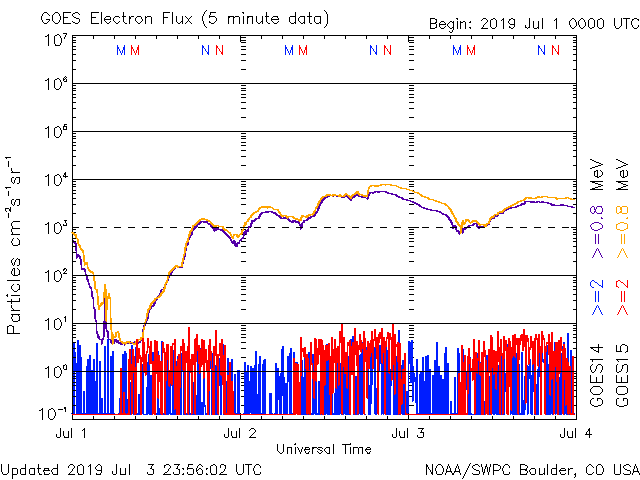 GOES Electron Flux (5 minute data)
Begin: 2019 Jul 1 0000 UTC
M M N N M M N N M M N N
10⁷
10⁶
10⁵
10⁴
10³
10²
10¹
10⁰
10⁻¹
Particles cm⁻²s⁻¹sr⁻¹
Jul 1 Jul 2 Jul 3 Jul 4
Universal Time
GOES14 >=2 >=0.8 MeV
GOES15 >=2 >=0.8 MeV
Updated 2019 Jul 3 23:56:02 UTC
NOAA/SWPC Boulder, CO USA